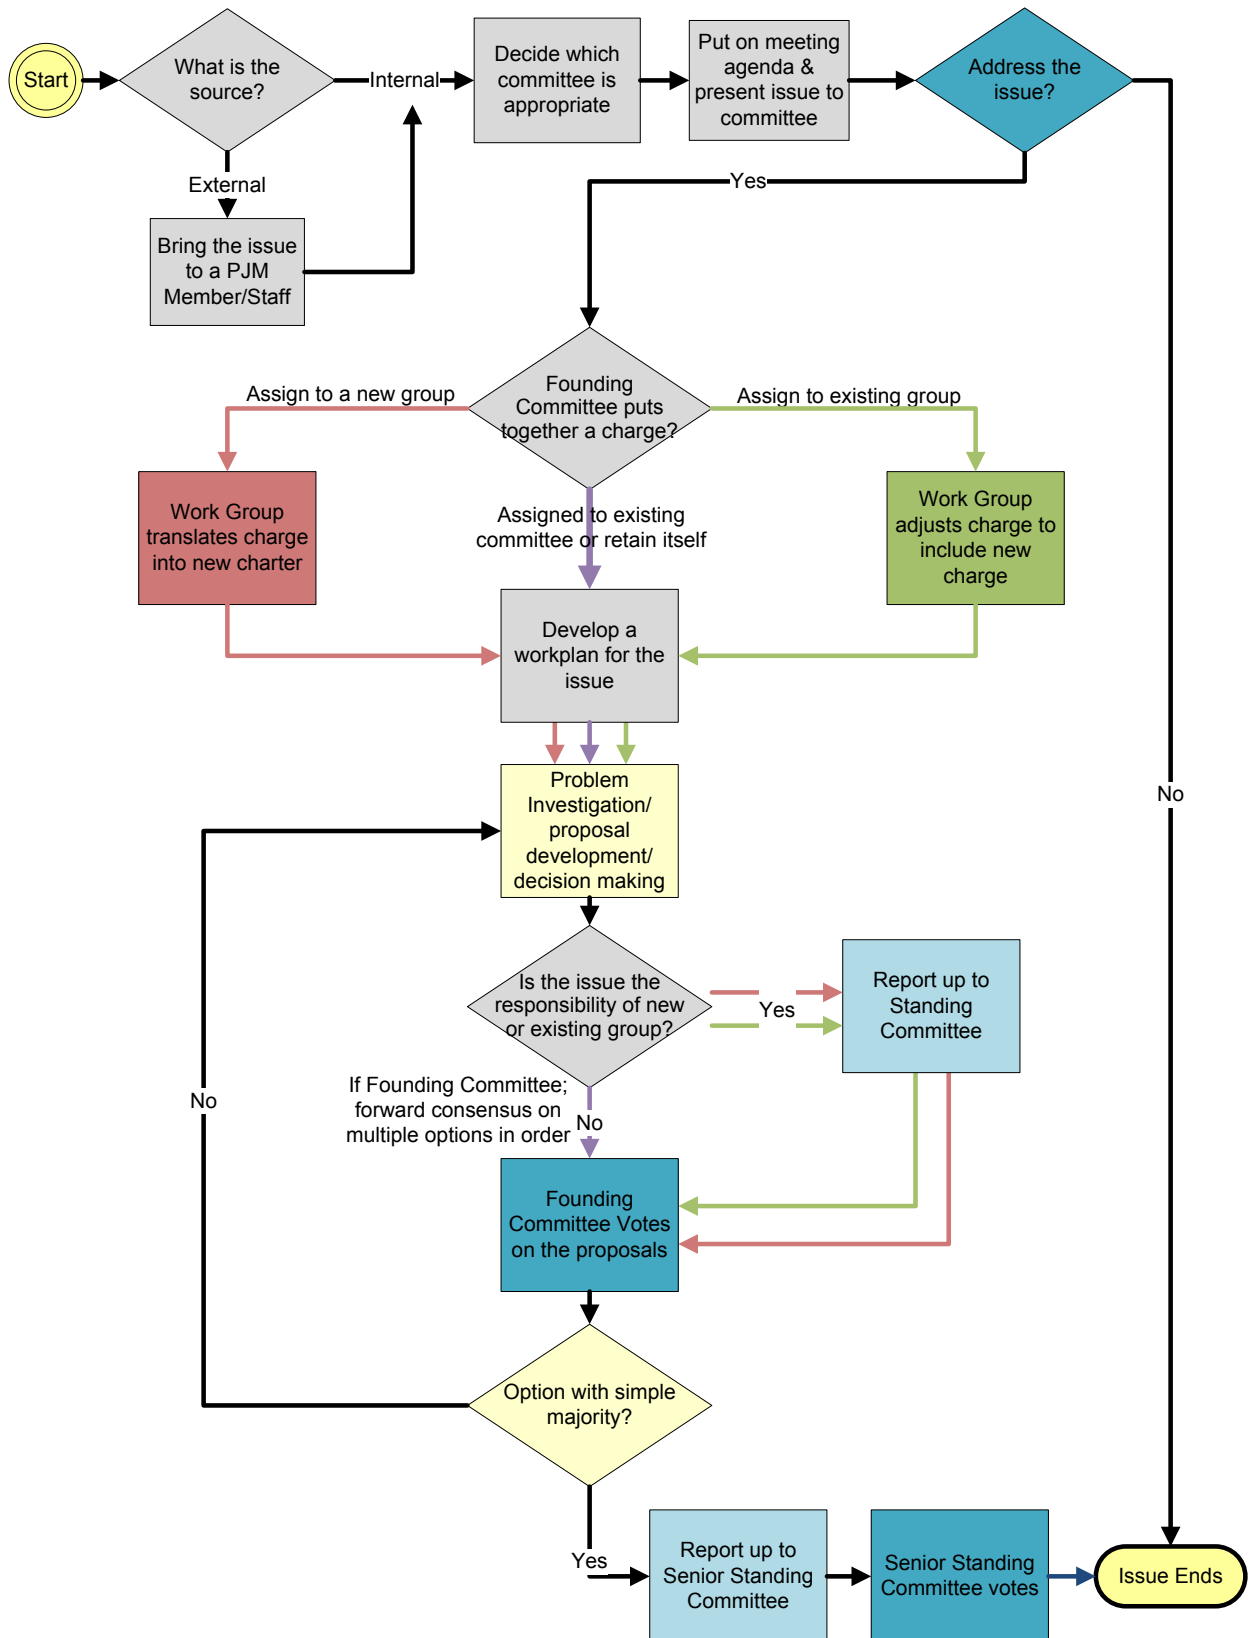 Start
What is the
source?
Internal
Decide which
committee is
appropriate
Put on meeting
agenda &
present issue to
committee
Address the
issue?
External
Yes
Bring the issue
to a PJM
Member/Staff
Founding
Committee puts
together a charge?
Assign to a new group
Assign to existing group
Work Group
translates charge
into new charter
Assigned to existing
committee or retain itself
Work Group
adjusts charge to
include new
charge
Develop a
workplan for the
issue
No
Problem
Investigation/
proposal
development/
decision making
Is the issue the
responsibility of new
or existing group?
Yes
Report up to
Standing
Committee
No
If Founding Committee;
forward consensus on
multiple options in order
No
Founding
Committee Votes
on the proposals
Option with simple
majority?
Yes
Report up to
Senior Standing
Committee
Senior Standing
Committee votes
Issue Ends